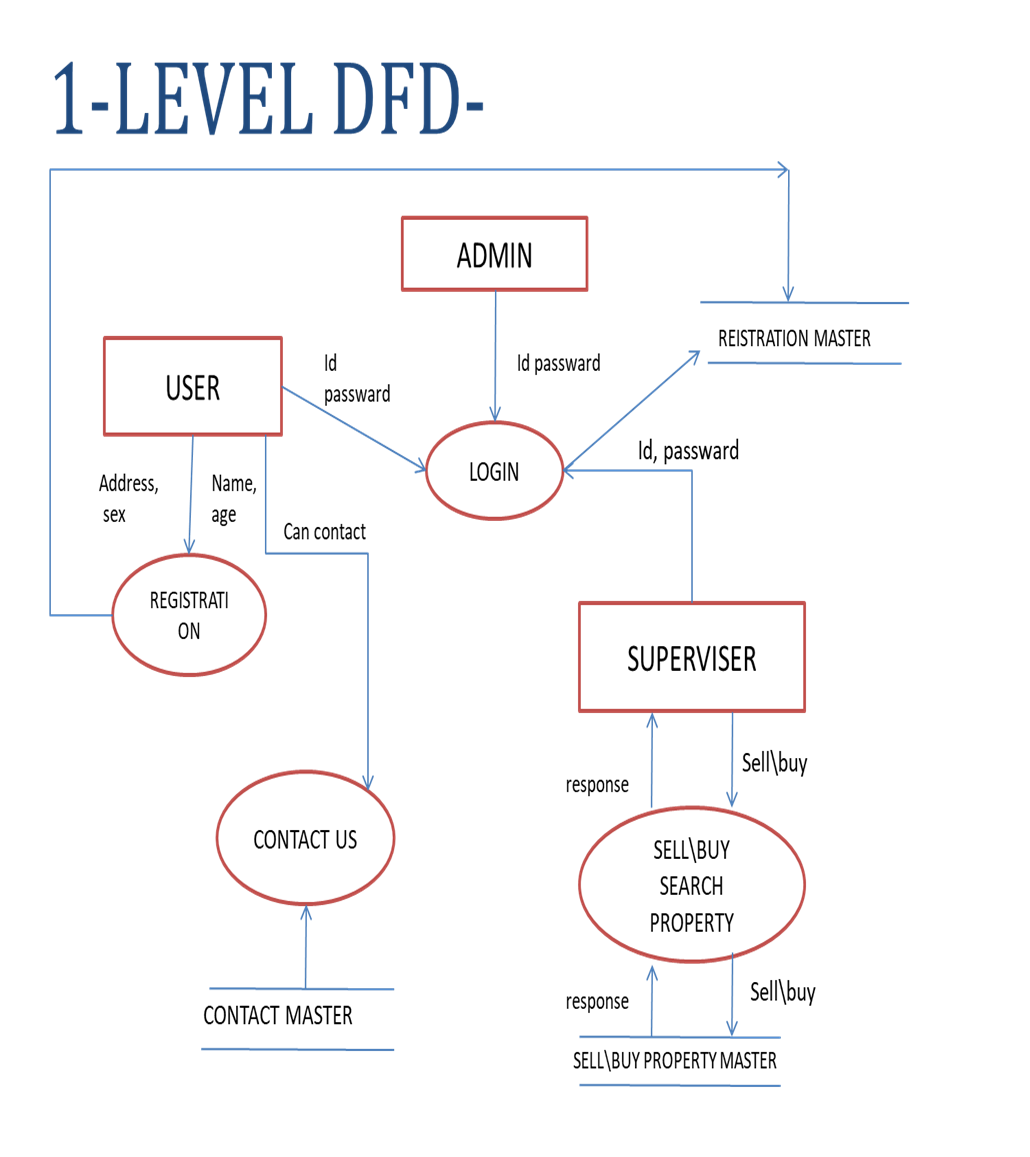 1-LEVEL DFD-
ADMIN
REISTRATION MASTER
USER
Id
passward
Id passward
LOGIN
Id, passward
Address,
sex
Name,
age
Can contact
REGISTRATI
ON
SUPERVISER
response
Sell\buy
CONTACT US
SELL\BUY
SEARCH
PROPERTY
response
Sell\buy
CONTACT MASTER
SELL\BUY PROPERTY MASTER